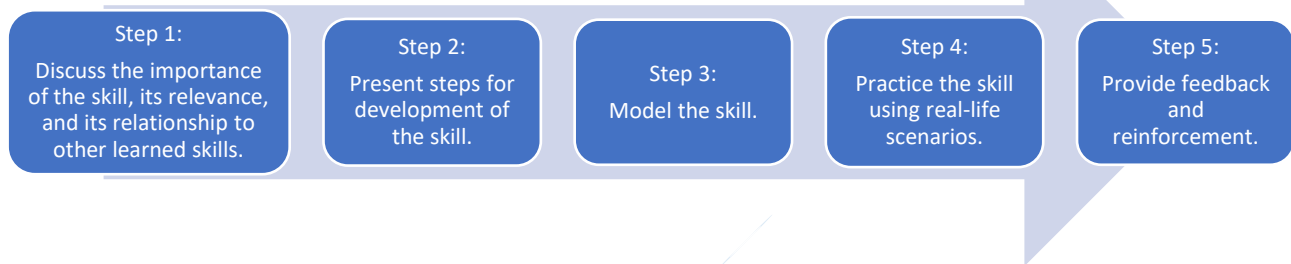 Step 1:
Discuss the importance
of the skill, its relevance,
and its relationship to
other learned skills.
Step 2:
Present steps for
development of
the skill.
Step 3:
Model the skill.
Step 4:
Practice the skill
using real-life
scenarios.
Step 5:
Provide feedback
and
reinforcement.